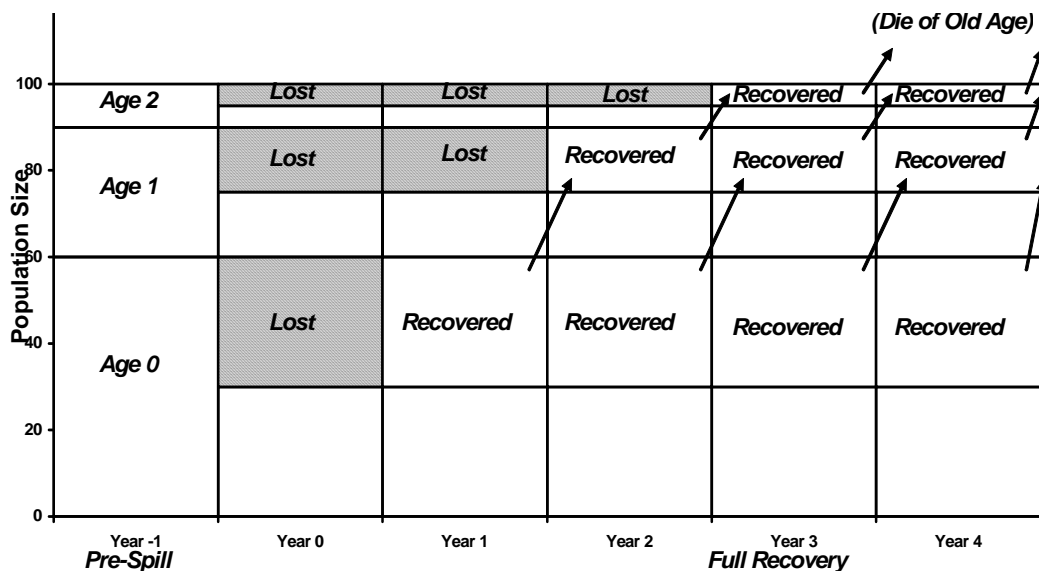 (Die of Old Age)
100
Age 2
Lost
Lost
Lost
Recovered
Recovered
80
Age 1
Lost
Lost
Recovered
Recovered
Recovered
Population Size
60
40
Age 0
Lost
Recovered
Recovered
Recovered
Recovered
20
0
Year -1
Year 0
Year 1
Year 2
Year 3
Year 4
Pre-Spill
Full Recovery